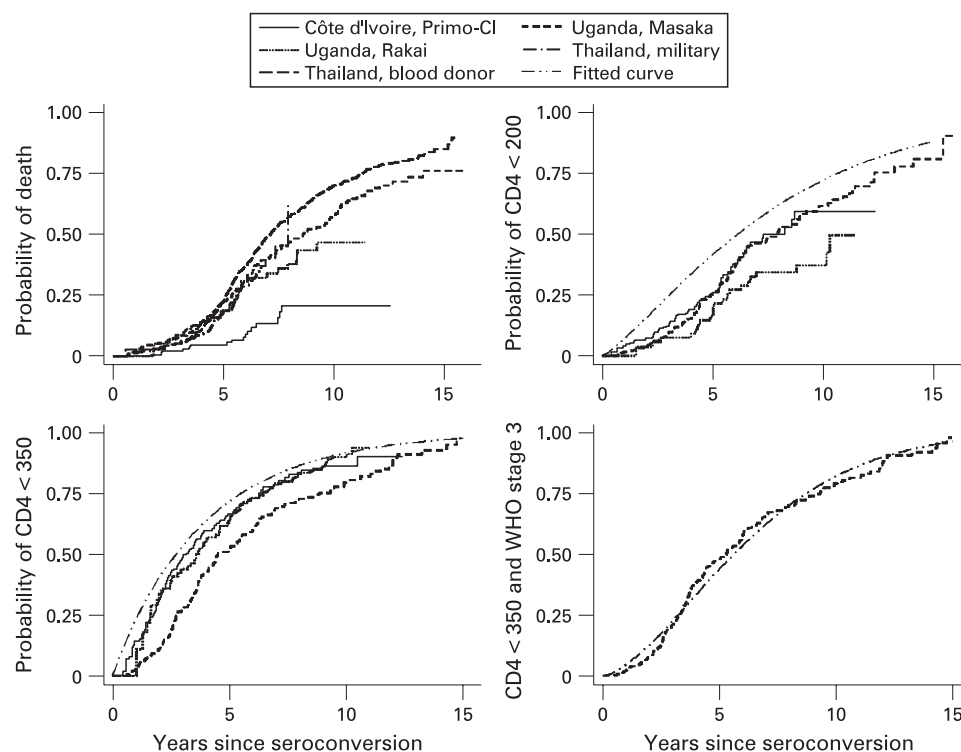 Côte d'Ivoire, Primo-CI Uganda, Masaka
Uganda, Rakai Thailand, military
Thailand, blood donor Fitted curve
Probability of death
1.00
0.75
0.50
0.25
0
0 5 10 15
Probability of CD4 < 200
1.00
0.75
0.50
0.25
0
0 5 10 15
Probability of CD4 < 350
1.00
0.75
0.50
0.25
0
0 5 10 15
Years since seroconversion
CD4 < 350 and WHO stage 3
1.00
0.75
0.50
0.25
0
0 5 10 15
Years since seroconversion